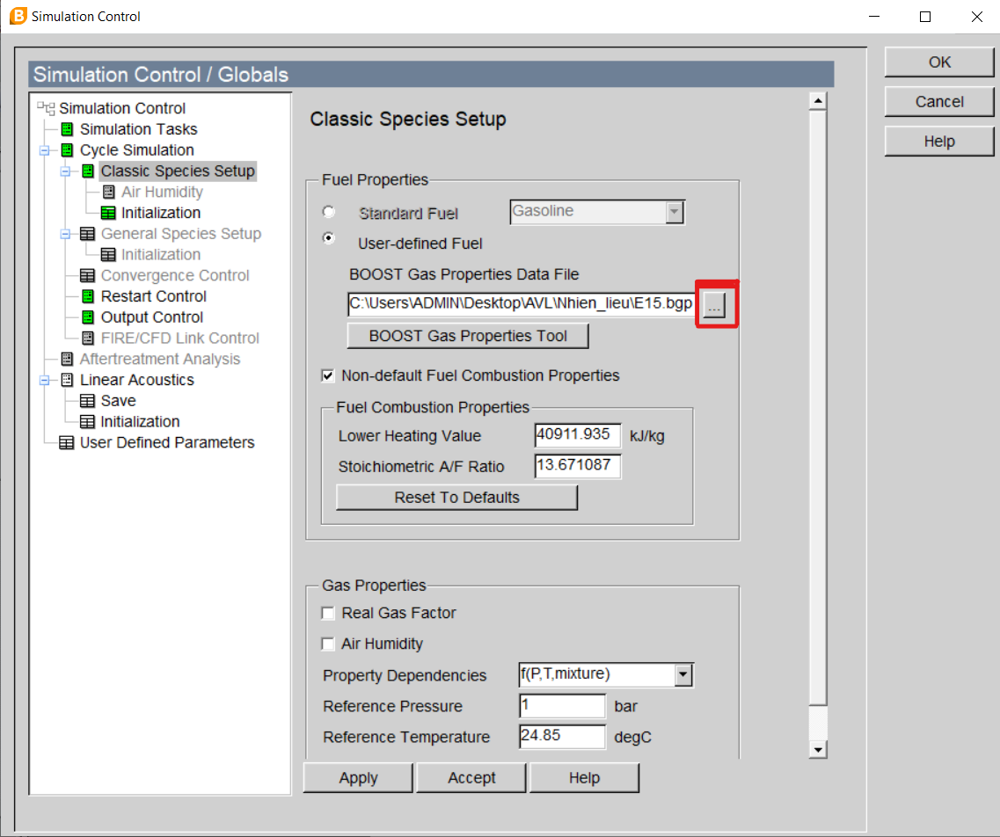 Simulation Control
Simulation Control / Globals
OK
Cancel
Help
Simulation Control
Simulation Tasks
Cycle Simulation
Classic Species Setup
Air Humidity
Initialization
General Species Setup
Initialization
Convergence Control
Restart Control
Output Control
FIRE/CFD Link Control
Aftertreatment Analysis
Linear Acoustics
Save
Initialization
User Defined Parameters
Classic Species Setup
Fuel Properties
Standard Fuel Gasoline
User-defined Fuel
BOOST Gas Properties Data File
C:\Users\ADMIN\Desktop\AVL\Nhien_lieu\E15.bgp ...
BOOST Gas Properties Tool
Non-default Fuel Combustion Properties
Fuel Combustion Properties
Lower Heating Value 40911.935 kJ/kg
Stoichiometric A/F Ratio 13.671087
Reset To Defaults
Gas Properties
Real Gas Factor
Air Humidity
Property Dependencies f(P,T,mixture)
Reference Pressure 1 bar
Reference Temperature 24.85 degC
Apply Accept Help